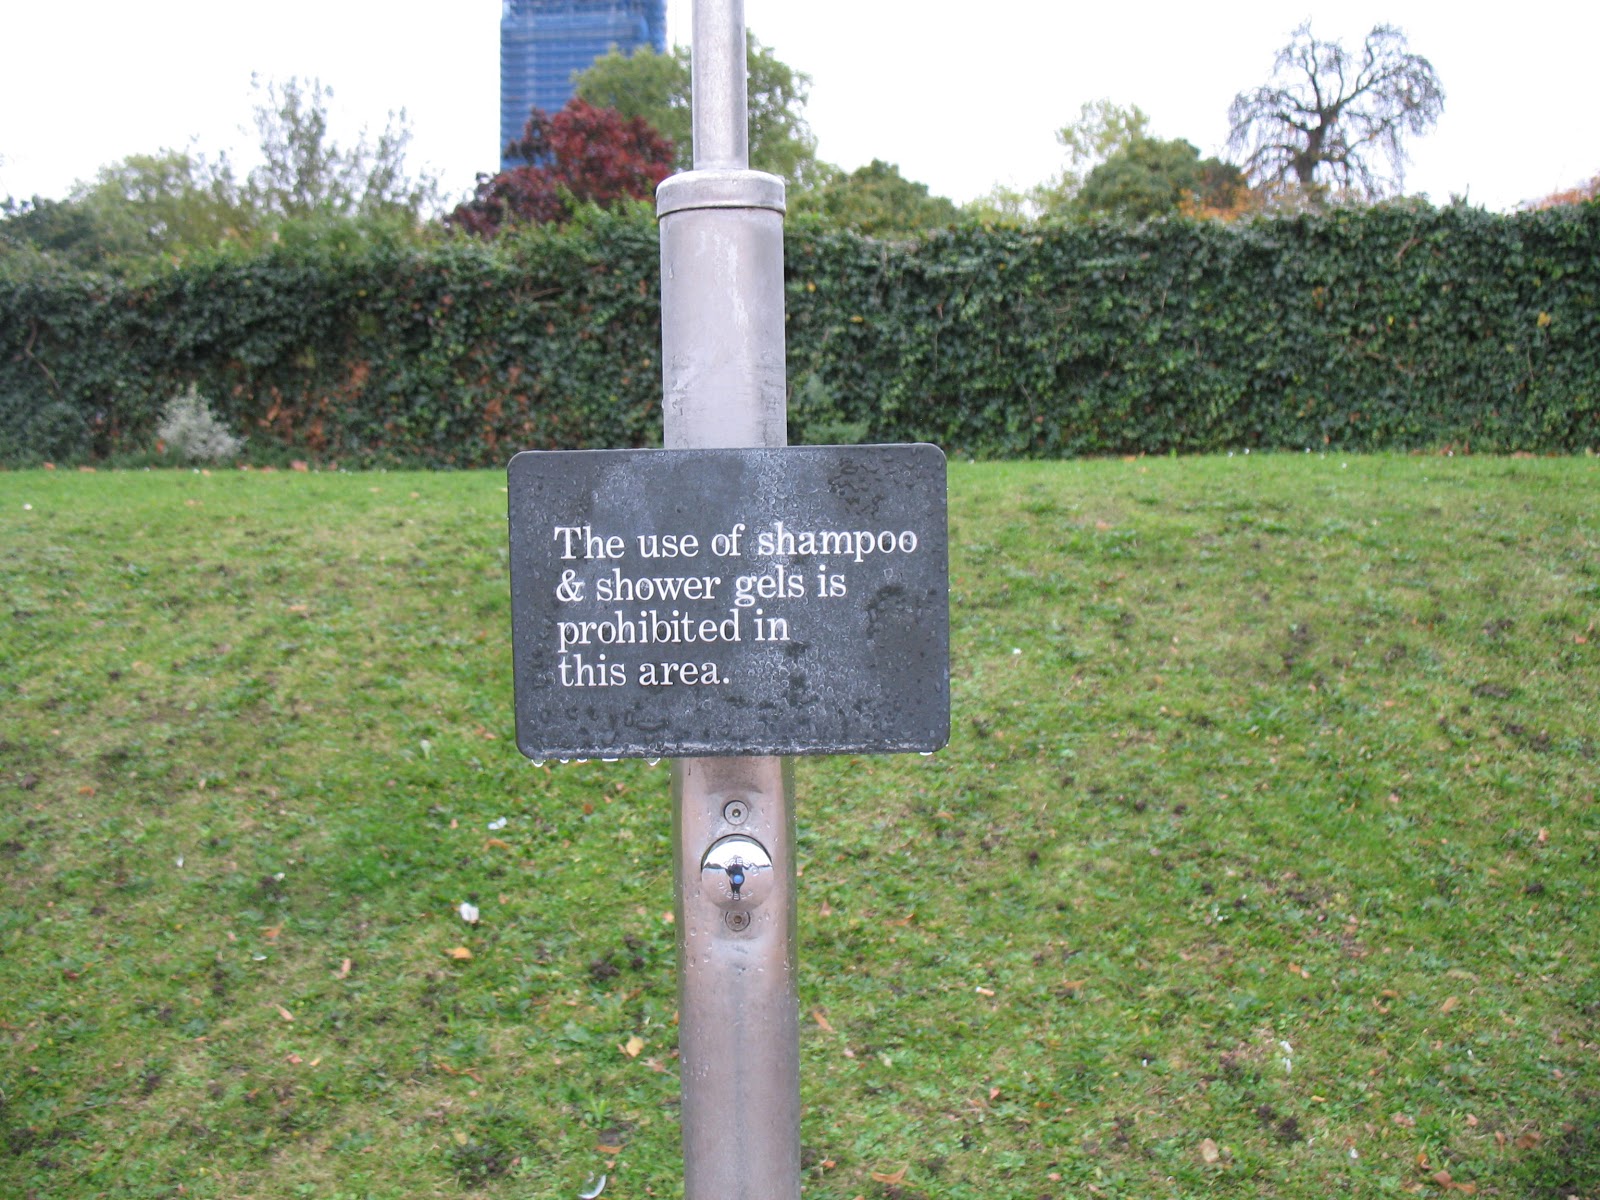 The use of shampoo
& shower gels is
prohibited in
this area.